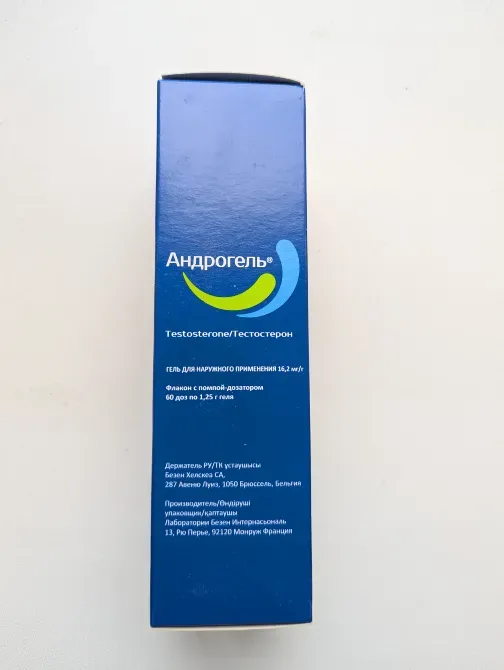 Андрогель®
Testosterone/Тестостерон
ГЕЛЬ ДЛЯ НАРУЖНОГО ПРИМЕНЕНИЯ 16,2 мг/г
Флакон с помпой-дозатором
60 доз по 1,25 г геля
Держатель РУ/ТК ұстаушысы
Безен Хелскеа СА,
287 Авеню Луиз, 1050 Брюссель, Бельгия
Производитель/Өндіруші
упаковщик/қаптаушы
Лаборатории Безен Интернасьональ
13, Рю Перье, 92120 Монруж Франция